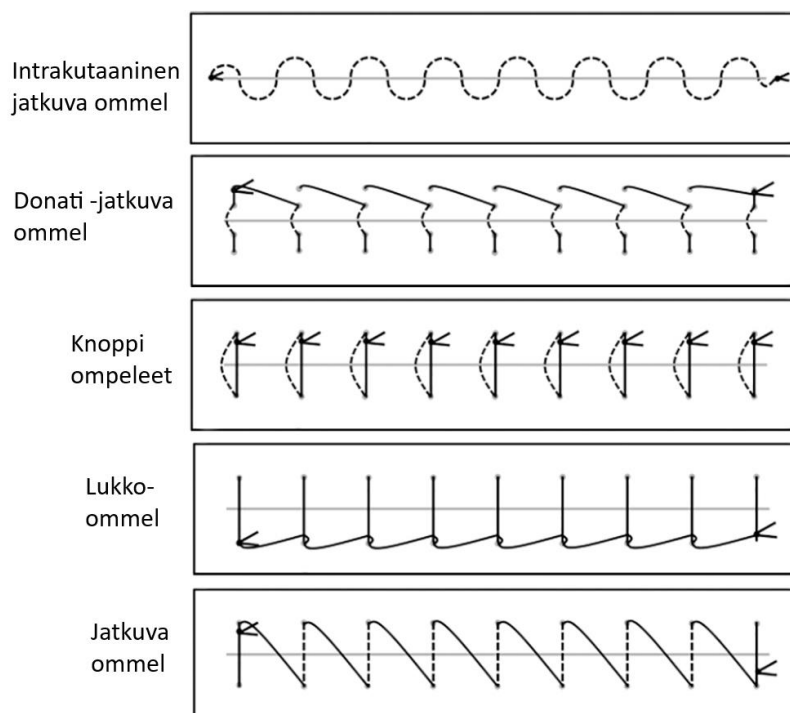 Intrakutaaninen
jatkuva ommel
Donati -jatkuva
ommel
Knoppi
ompeleet
Lukko-
ommel
Jatkuva
ommel